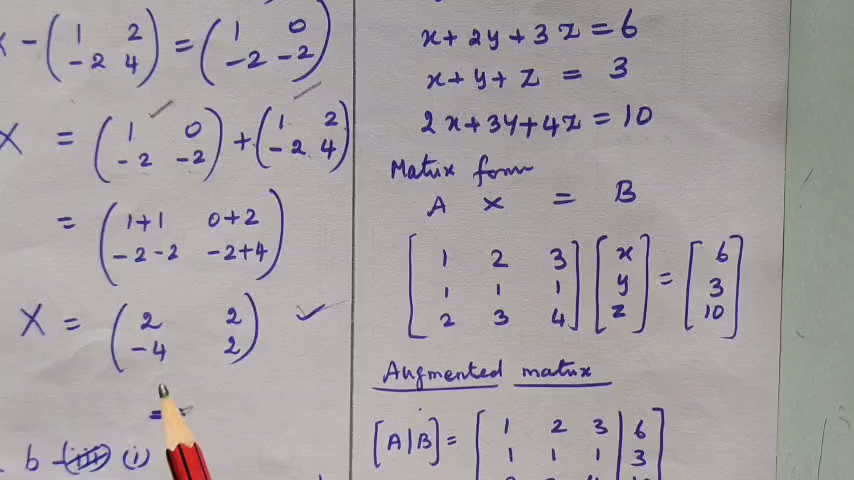 X - (1 2 -2 4) = (1 0 -2 -2)
X = (1 0 -2 -2) + (1 2 -2 4)
= (1+1 0+2 -2-2 -2+4)
X = (2 2 -4 2)
=
b (i)
x + 2y + 3z = 6
x + y + z = 3
2x + 3y + 4z = 10
Matrix form
A X = B
[1 2 3 1 1 1 2 3 4] [x y z] = [6 3 10]
Augmented matrix
[A|B] = [1 2 3 | 6
1 1 1 | 3